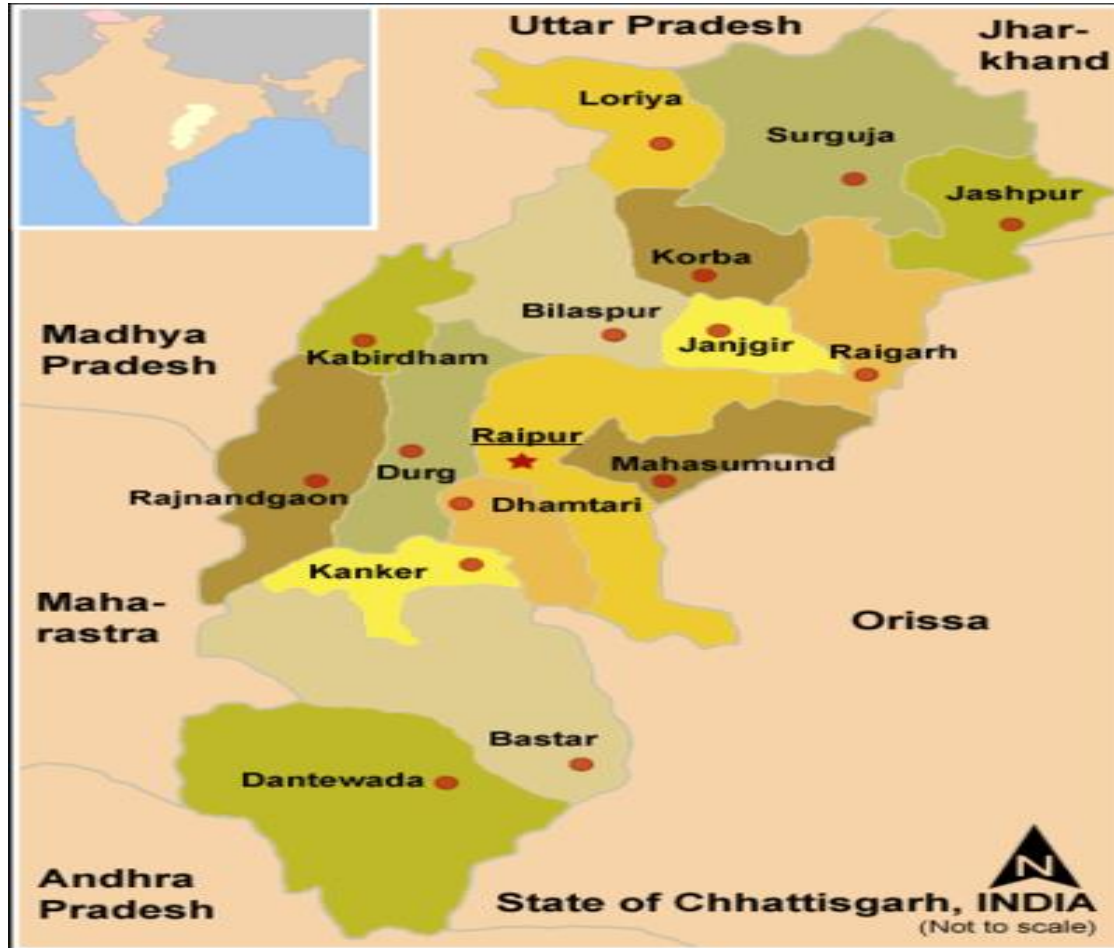 Uttar Pradesh
Jhar-
khand
Loriya
Surguja
Jashpur
Korba
Bilaspur
Janjgir
Raigarh
Madhya
Pradesh
Kabirdham
Raipur
Durg
Mahasumund
Rajnandgaon
Dhamtari
Kanker
Maha-
rastra
Orissa
Bastar
Dantewada
Andhra
Pradesh
N
State of Chhattisgarh, INDIA
(Not to scale)